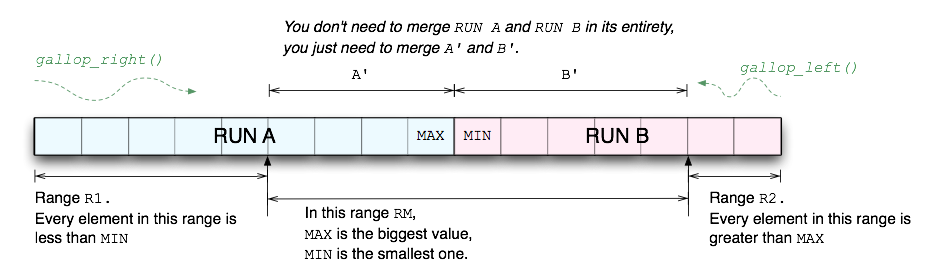 You don't need to merge RUN A and RUN B in its entirety,
you just need to merge A' and B'.
gallop_right()
A'
B'
gallop_left()
RUN A
MAX
MIN
RUN B
Range R1.
Every element in this range is
less than MIN
In this range RM,
MAX is the biggest value,
MIN is the smallest one.
Range R2.
Every element in this range is
greater than MAX